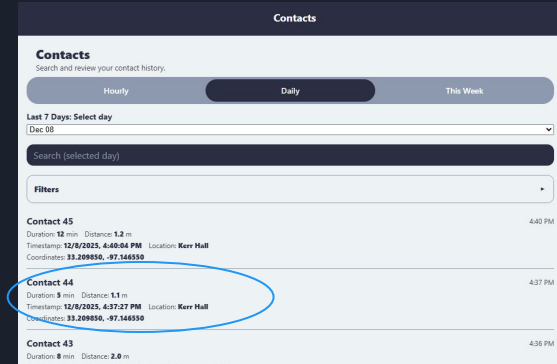 Contacts
Contacts
Search and review your contact history.
Hourly Daily This Week
Last 7 Days: Select day
Dec 08
Search (selected day)
Filters
Contact 45 4:40 PM
Duration: 12 min Distance: 1.2 m
Timestamp: 12/8/2025, 4:40:04 PM Location: Kerr Hall
Coordinates: 33.209850, -97.146550
Contact 44 4:37 PM
Duration: 5 min Distance: 1.1 m
Timestamp: 12/8/2025, 4:37:27 PM Location: Kerr Hall
Coordinates: 33.209850, -97.146550
Contact 43 4:36 PM
Duration: 8 min Distance: 2.0 m